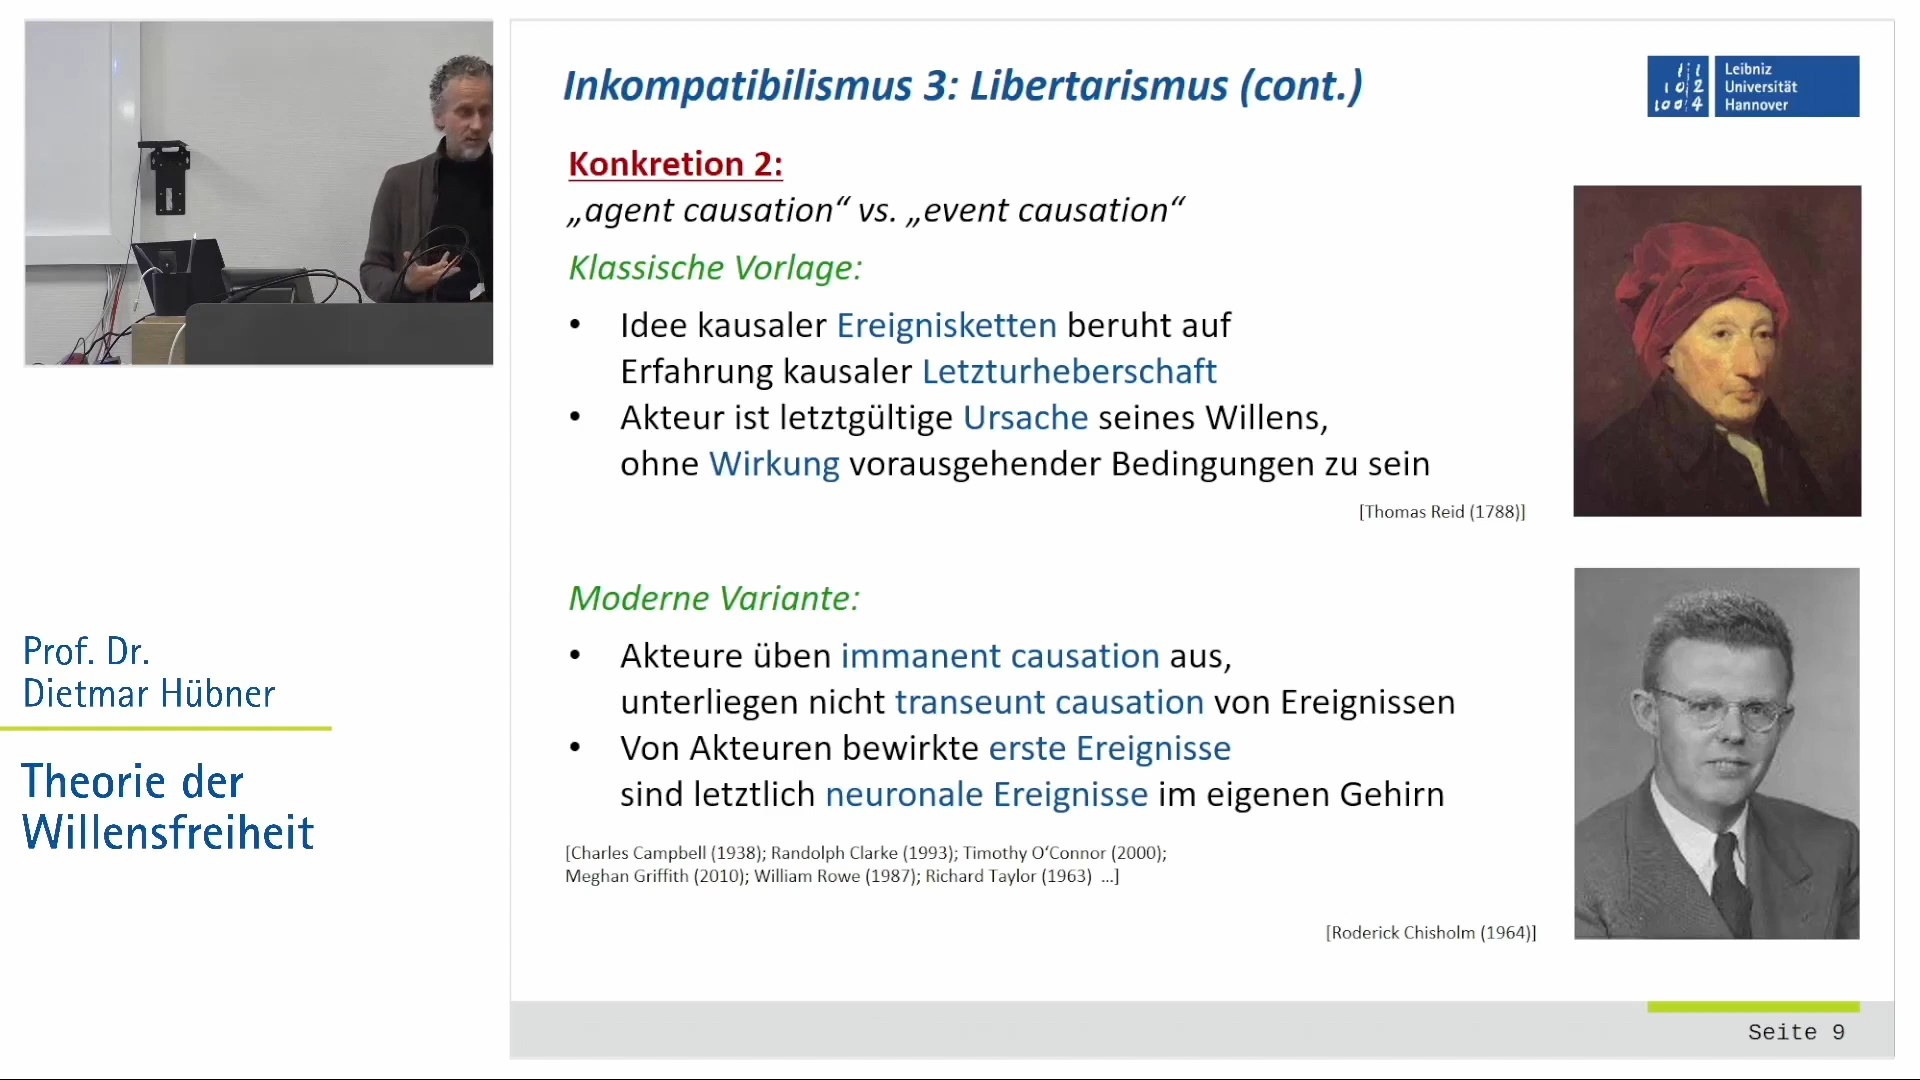 Inkompatibilismus 3: Libertarismus (cont.)
Leibniz
Universität
Hannover
Konkretion 2:
„agent causation“ vs. „event causation“
Klassische Vorlage:
• Idee kausaler Ereignisketten beruht auf
Erfahrung kausaler Letzturheberschaft
• Akteur ist letztgültige Ursache seines Willens,
ohne Wirkung vorausgehender Bedingungen zu sein
[Thomas Reid (1788)]
Moderne Variante:
• Akteure üben immanent causation aus,
unterliegen nicht transeunt causation von Ereignissen
• Von Akteuren bewirkte erste Ereignisse
sind letztlich neuronale Ereignisse im eigenen Gehirn
[Charles Campbell (1938); Randolph Clarke (1993); Timothy O‘Connor (2000);
Meghan Griffith (2010); William Rowe (1987); Richard Taylor (1963) ...]
[Roderick Chisholm (1964)]
Seite 9
Prof. Dr.
Dietmar Hübner
Theorie der
Willensfreiheit